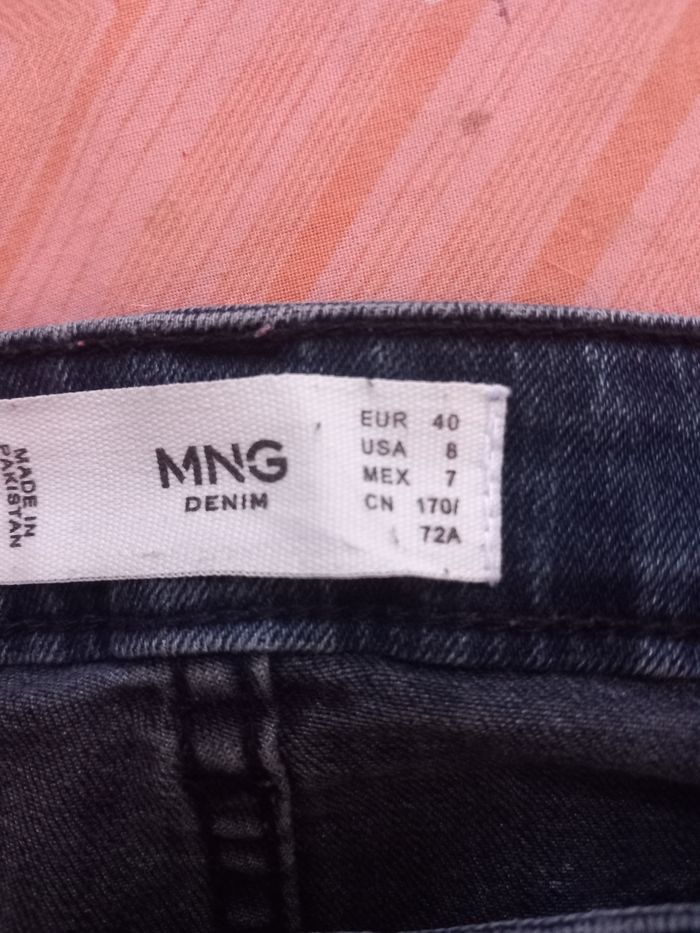 MADE IN
PAKISTAN
MNG
DENIM
EUR 40
USA 8
MEX 7
CN 170/
72A